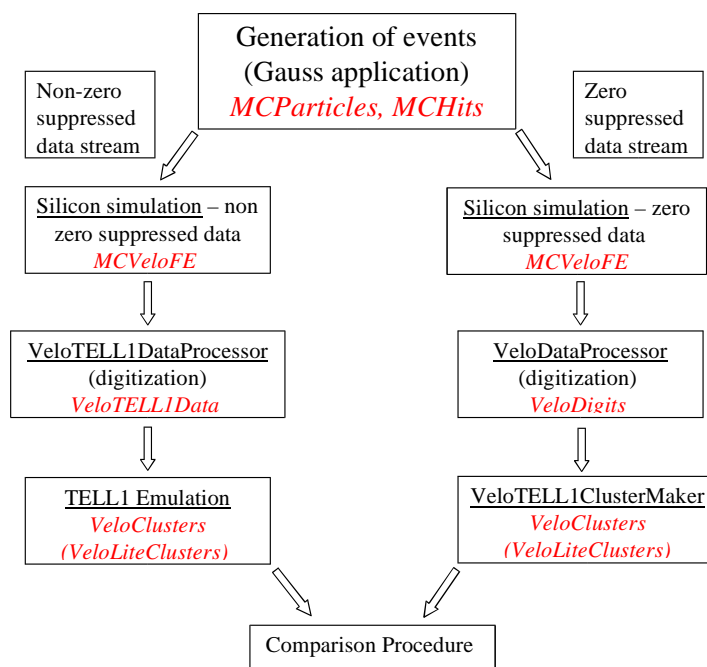 Generation of events
(Gauss application)
MCParticles, MCHits
Non-zero
suppressed
data stream
Zero
suppressed
data stream
Silicon simulation – non
zero suppressed data
MCVeloFE
Silicon simulation – zero
suppressed data
MCVeloFE
VeloTELL1DataProcessor
(digitization)
VeloTELL1Data
VeloDataProcessor
(digitization)
VeloDigits
TELL1 Emulation
VeloClusters
(VeloLiteClusters)
VeloTELL1ClusterMaker
VeloClusters
(VeloLiteClusters)
Comparison Procedure